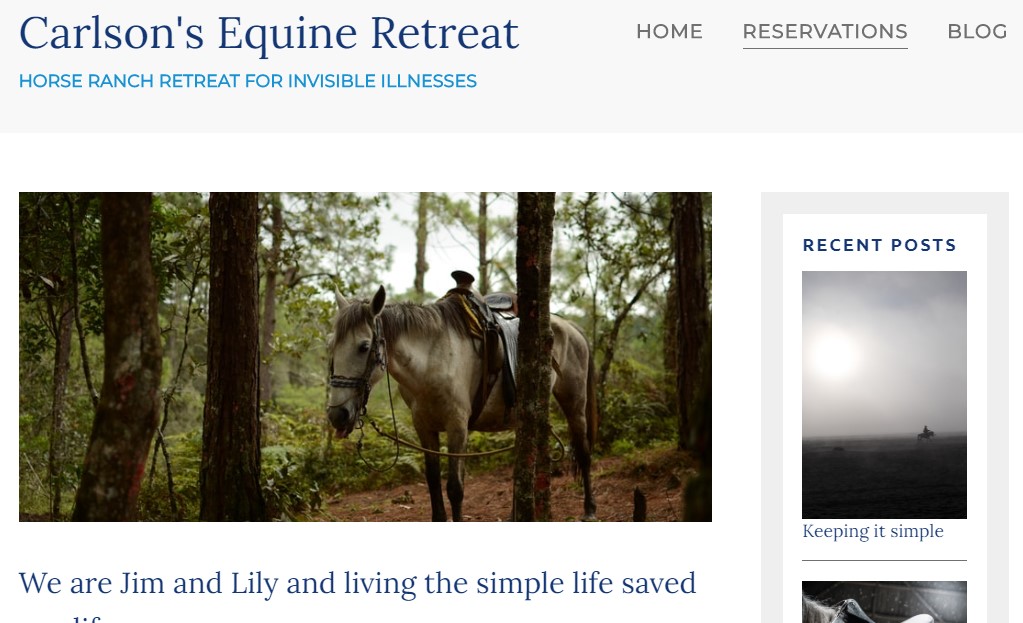 Carlson's Equine Retreat
HORSE RANCH RETREAT FOR INVISIBLE ILLNESSES
HOME
RESERVATIONS
BLOG
RECENT POSTS
Keeping it simple
We are Jim and Lily and living the simple life saved